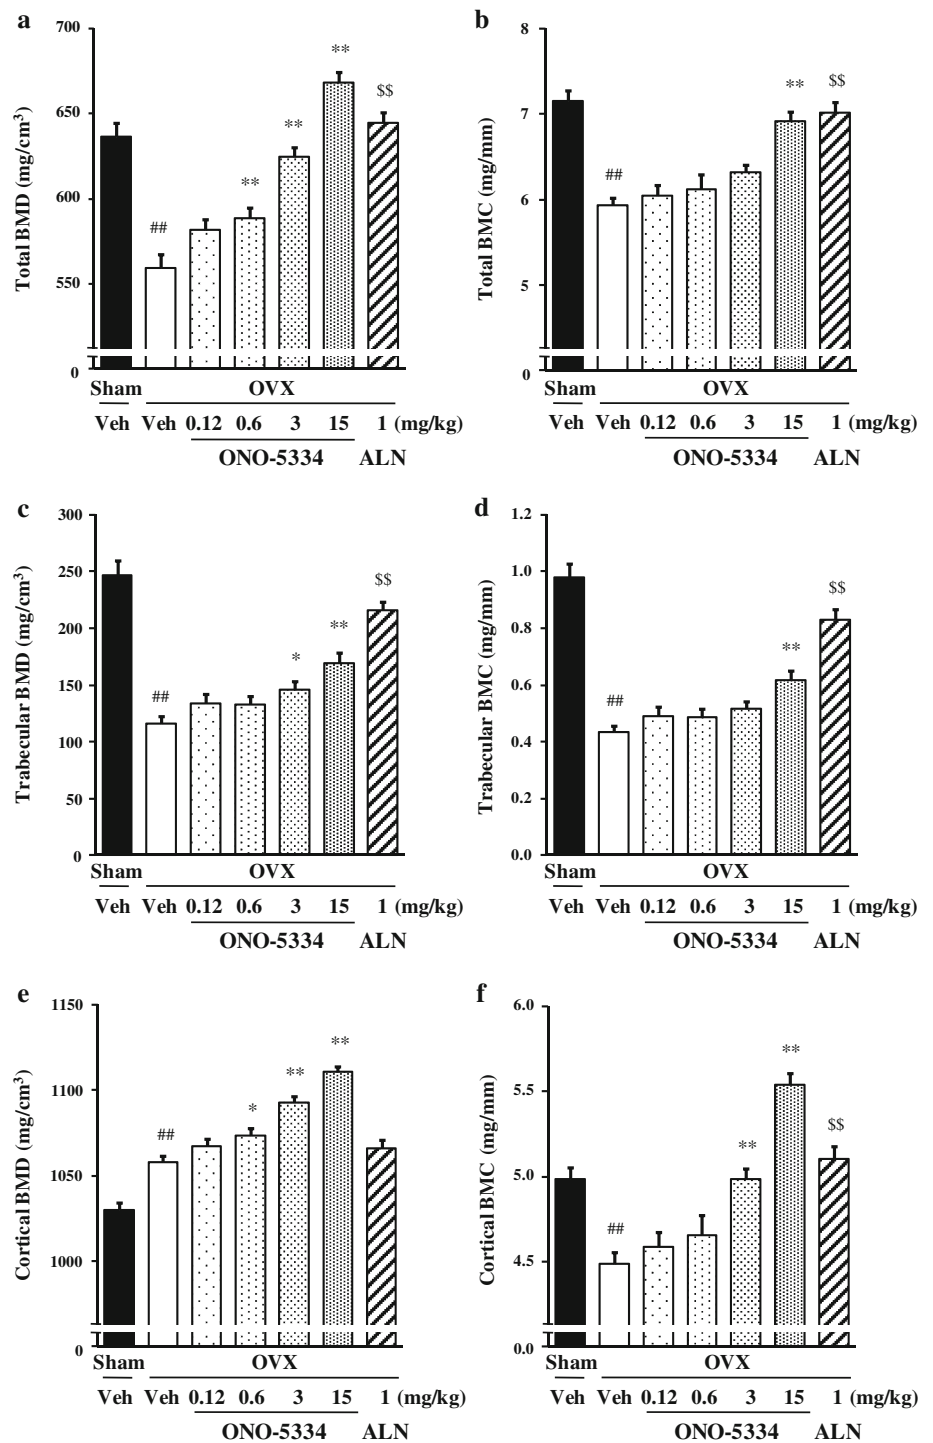 a
Total BMD (mg/cm³)
700
650
600
550
0
##
**
**
**
$$
Sham OVX
Veh Veh 0.12 0.6 3 15 1 (mg/kg)
ONO-5334 ALN
b
Total BMC (mg/mm)
8
7
6
5
0
##
**
$$
Sham OVX
Veh Veh 0.12 0.6 3 15 1 (mg/kg)
ONO-5334 ALN
c
Trabecular BMD (mg/cm³)
300
250
200
150
100
50
0
##
*
**
$$
Sham OVX
Veh Veh 0.12 0.6 3 15 1 (mg/kg)
ONO-5334 ALN
d
Trabecular BMC (mg/mm)
1.2
1.0
0.8
0.6
0.4
0.2
0.0
##
**
$$
Sham OVX
Veh Veh 0.12 0.6 3 15 1 (mg/kg)
ONO-5334 ALN
e
Cortical BMD (mg/cm³)
1150
1100
1050
1000
0
##
*
**
**
Sham OVX
Veh Veh 0.12 0.6 3 15 1 (mg/kg)
ONO-5334 ALN
f
Cortical BMC (mg/mm)
6.0
5.5
5.0
4.5
0.0
##
**
**
$$
Sham OVX
Veh Veh 0.12 0.6 3 15 1 (mg/kg)
ONO-5334 ALN